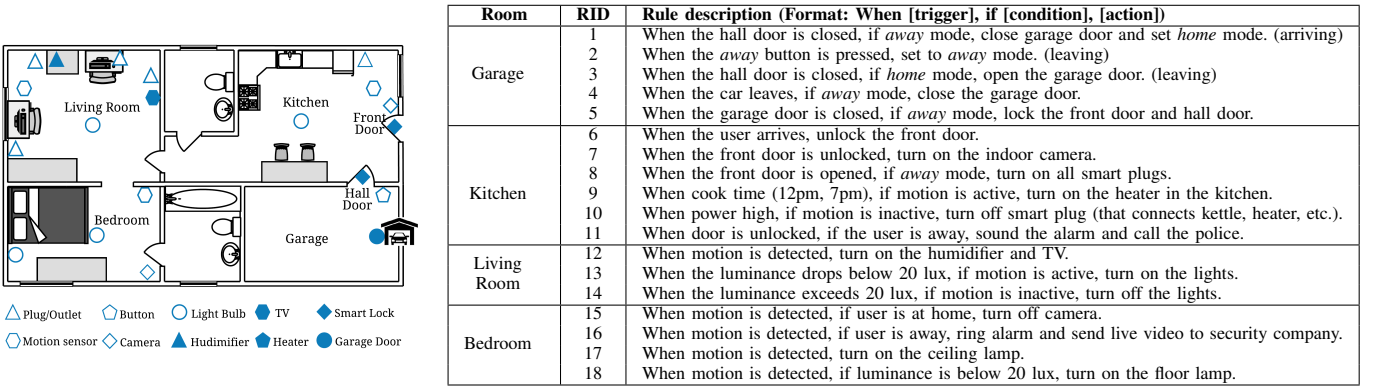 Living Room
Kitchen
Front
Door
Hall
Door
Bedroom
Garage
Plug/Outlet
Button
Light Bulb
TV
Smart Lock
Motion sensor
Camera
Hudimifier
Heater
Garage Door
Room RID Rule description (Format: When [trigger], if [condition], [action])
Garage
1 When the hall door is closed, if away mode, close garage door and set home mode. (arriving)
2 When the away button is pressed, set to away mode. (leaving)
3 When the hall door is closed, if home mode, open the garage door. (leaving)
4 When the car leaves, if away mode, close the garage door.
5 When the garage door is closed, if away mode, lock the front door and hall door.
Kitchen
6 When the user arrives, unlock the front door.
7 When the front door is unlocked, turn on the indoor camera.
8 When the front door is opened, if away mode, turn on all smart plugs.
9 When cook time (12pm, 7pm), if motion is active, turn on the heater in the kitchen.
10 When power high, if motion is inactive, turn off smart plug (that connects kettle, heater, etc.).
11 When door is unlocked, if the user is away, sound the alarm and call the police.
Living
Room
12 When motion is detected, turn on the humidifier and TV.
13 When the luminance drops below 20 lux, if motion is active, turn on the lights.
14 When the luminance exceeds 20 lux, if motion is inactive, turn off the lights.
Bedroom
15 When motion is detected, if user is at home, turn off camera.
16 When motion is detected, if user is away, ring alarm and send live video to security company.
17 When motion is detected, turn on the ceiling lamp.
18 When motion is detected, if luminance is below 20 lux, turn on the floor lamp.